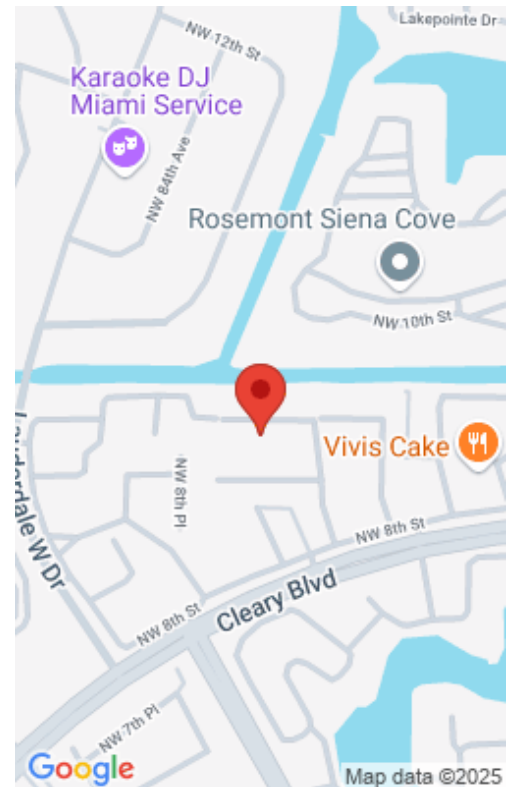 Lakepointe Dr
NW 12th St
Karaoke DJ
Miami Service
NW 84th Ave
Rosemont Siena Cove
NW 10th St
Vivis Cake
Lauderdale W Dr
NW 8th Pl
NW 8th St
Cleary Blvd
NW 8th St
NW 7th Pl
Google
Map data ©2025